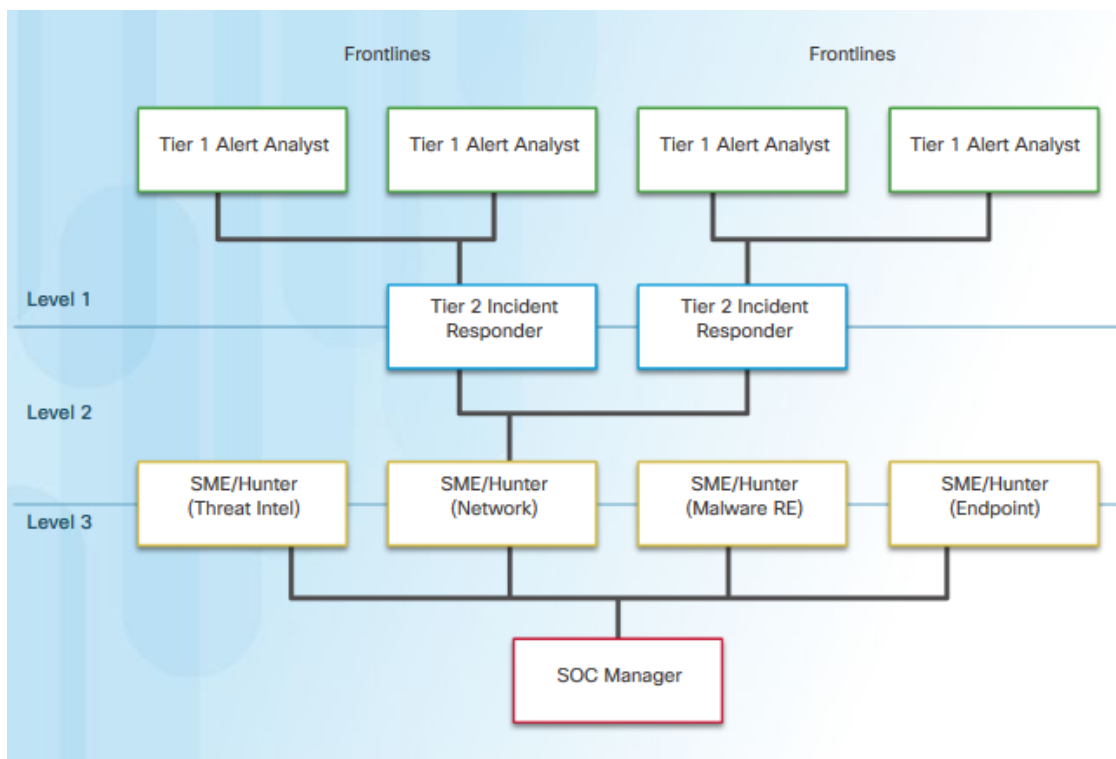 Frontlines
Frontlines
Tier 1 Alert Analyst
Tier 1 Alert Analyst
Tier 1 Alert Analyst
Tier 1 Alert Analyst
Level 1
Tier 2 Incident
Responder
Tier 2 Incident
Responder
Level 2
SME/Hunter
(Threat Intel)
SME/Hunter
(Network)
SME/Hunter
(Malware RE)
SME/Hunter
(Endpoint)
Level 3
SOC Manager